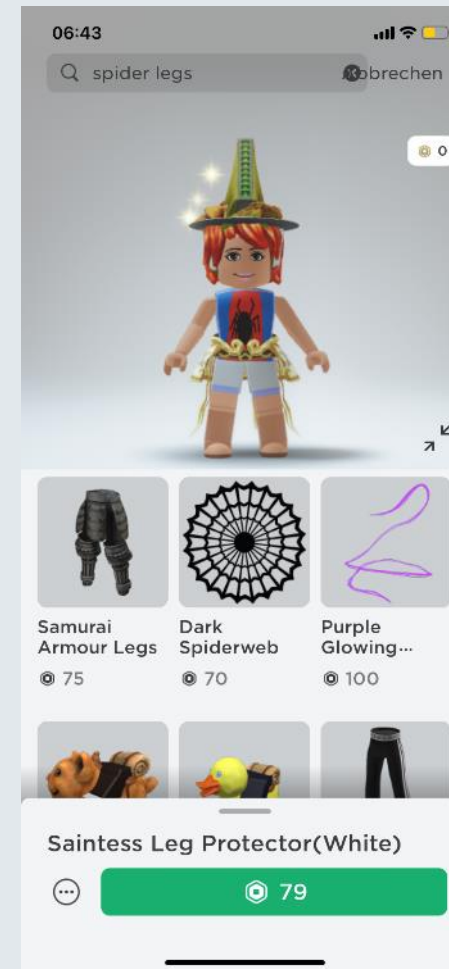 06:43
spider legs
Abbrechen
0
Samurai
Armour Legs
75
Dark
Spiderweb
70
Purple
Glowing...
100
Saintess Leg Protector(White)
79